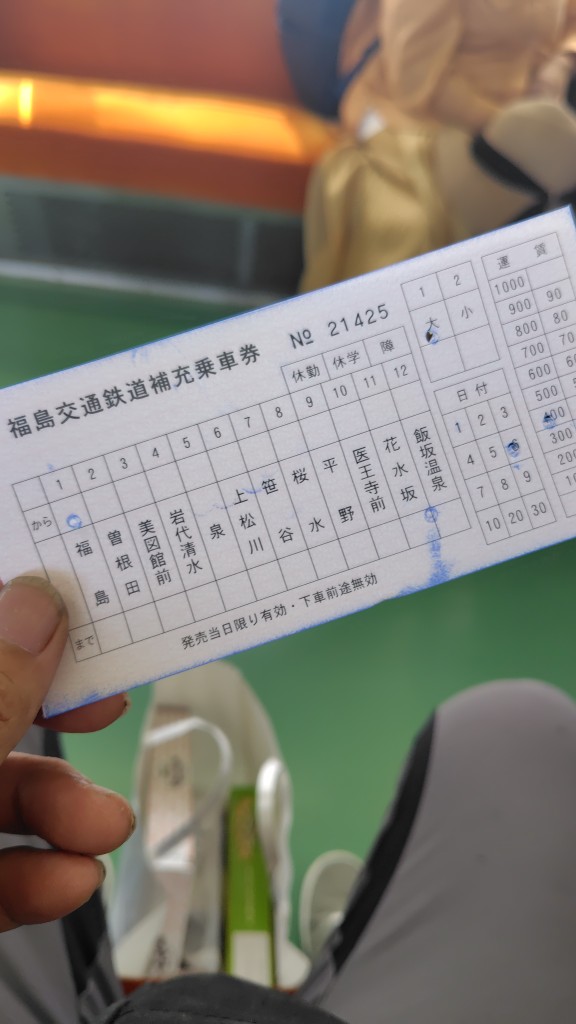 福島交通鉄道補充乗車券
№ 21425
休勤 休学 障
1 2 3 4 5 6 7 8 9 10 11 12
から
福島
曽根田
美図館前
岩代清水
泉
上松川
笹谷
桜水
平野
医王寺前
花水坂
飯坂温泉
まで
発売当日限り有効・下車前途無効
1 2
大 小
日付
1 2 3
4 5 6
7 8 9
10 20 30
運賃
1000
900 90
800 80
700 70
600 60
500
400
300
200